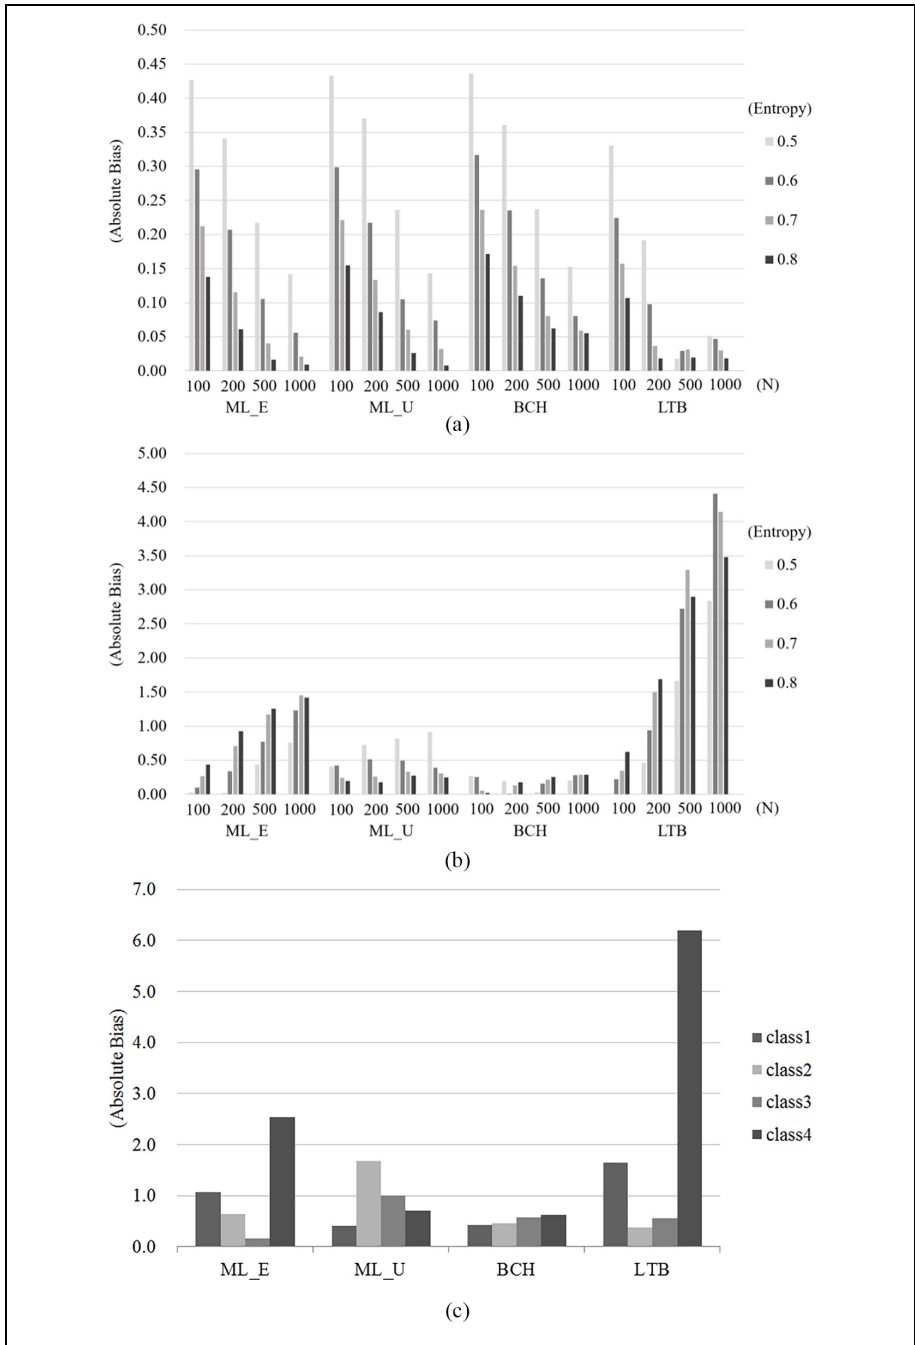 0.50
0.45
0.40
0.35
0.30
0.25
0.20
0.15
0.10
0.05
0.00
(Absolute Bias)
(Entropy)
0.5
0.6
0.7
0.8
100 200 500 1000 100 200 500 1000 100 200 500 1000 100 200 500 1000 (N)
ML_E ML_U BCH LTB
(a)
5.00
4.50
4.00
3.50
3.00
2.50
2.00
1.50
1.00
0.50
0.00
(Absolute Bias)
(Entropy)
0.5
0.6
0.7
0.8
100 200 500 1000 100 200 500 1000 100 200 500 1000 100 200 500 1000 (N)
ML_E ML_U BCH LTB
(b)
7.0
6.0
5.0
4.0
3.0
2.0
1.0
0.0
(Absolute Bias)
class1
class2
class3
class4
ML_E ML_U BCH LTB
(c)